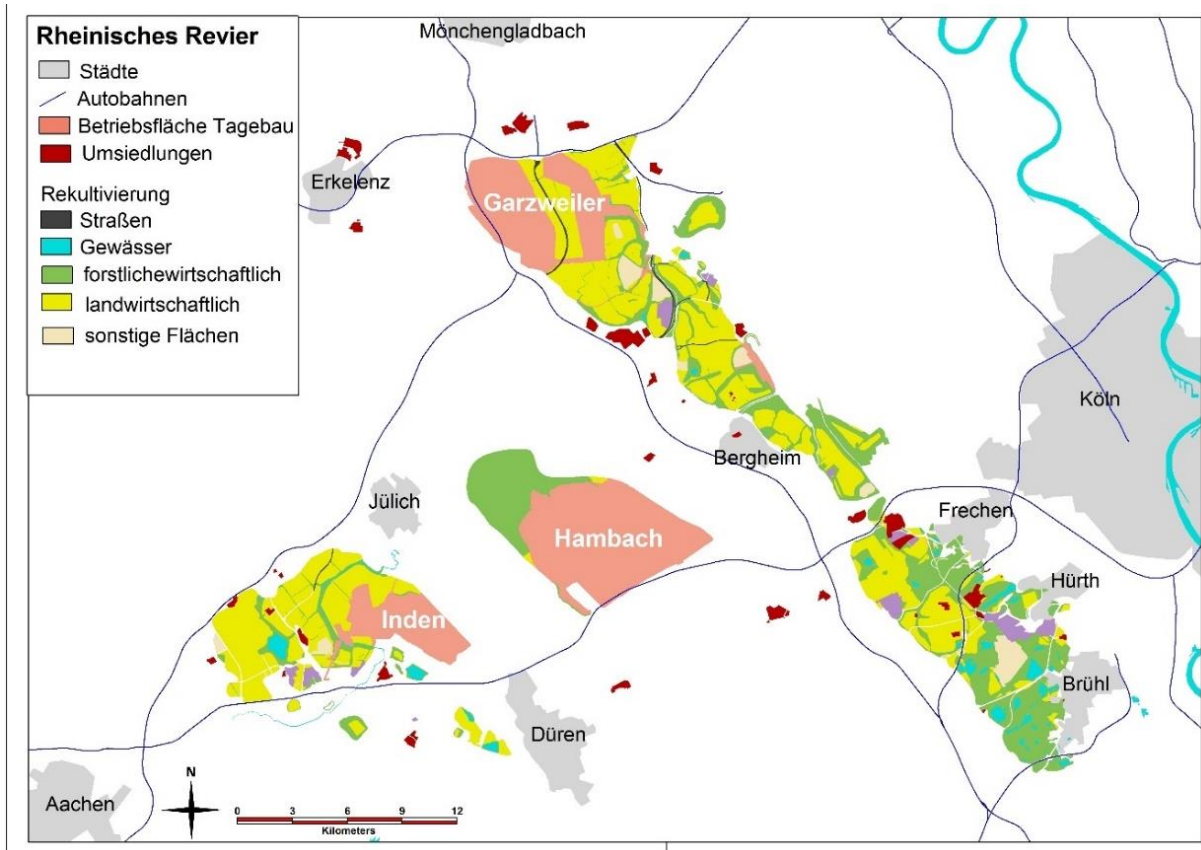 Rheinisches Revier
Städte
Autobahnen
Betriebsfläche Tagebau
Umsiedlungen
Rekultivierung
Straßen
Gewässer
forstlichewirtschaftlich
landwirtschaftlich
sonstige Flächen
Mönchengladbach
Erkelenz
Garzweiler
Köln
Bergheim
Jülich
Frechen
Hambach
Hürth
Inden
Brühl
Düren
Aachen
N
0 3 6 9 12
Kilometers